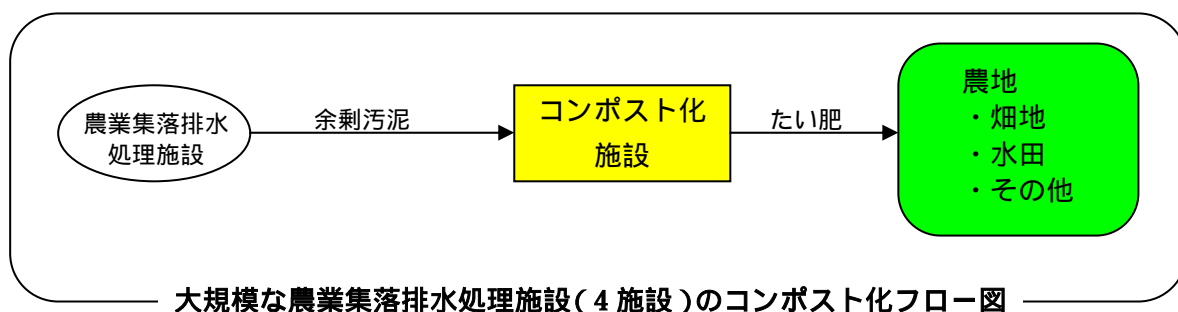 農業集落排水
処理施設
余剰汚泥
コンポスト化
施設
たい肥
農地
・畑地
・水田
・その他
大規模な農業集落排水処理施設(4施設)のコンポスト化フロー図